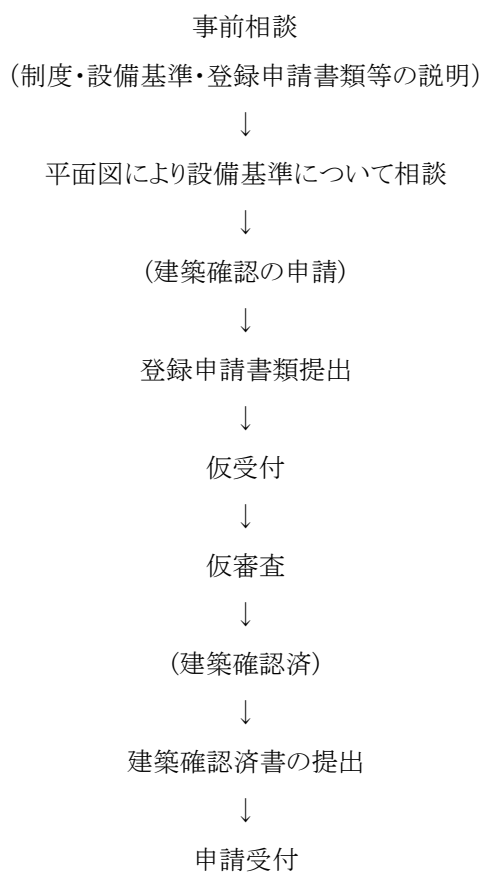 事前相談
(制度・設備基準・登録申請書類等の説明)
↓
平面図により設備基準について相談
↓
(建築確認の申請)
↓
登録申請書類提出
↓
仮受付
↓
仮審査
↓
(建築確認済)
↓
建築確認済書の提出
↓
申請受付